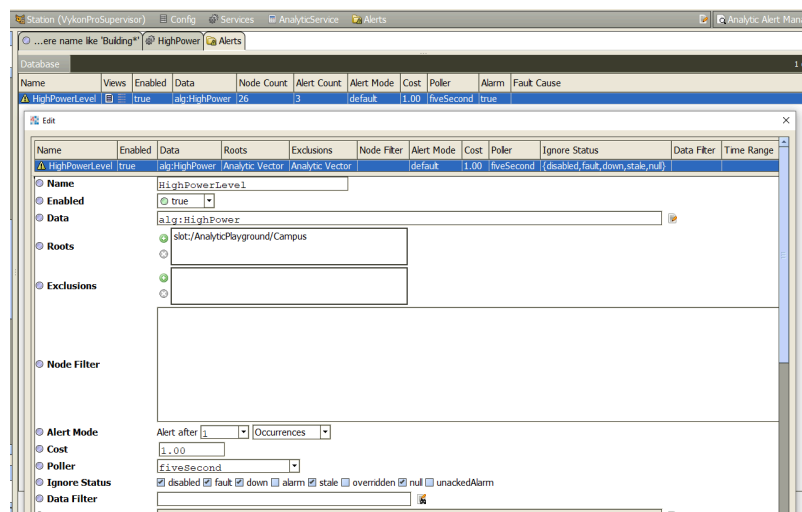 Station (VykonProSupervisor) Config Services AnalyticService Alerts Analytic Alert Man
...ere name like 'Buiding*' HighPower Alerts
Database 1
Name Views Enabled Data Node Count Alert Count Alert Mode Cost Poller Alarm Fault Cause
HighPowerLevel true alg:HighPower 26 3 default 1.00 fiveSecond true
Edit
Name Enabled Data Roots Exclusions Node Filter Alert Mode Cost Poller Ignore Status Data Filter Time Range
HighPowerLevel true alg:HighPower Analytic Vector Analytic Vector default 1.00 fiveSecond {disabled,fault,down,stale,null}
Name HighPowerLevel
Enabled true
Data alg:HighPower
Roots slot:/AnalyticPlayground/Campus
Exclusions
Node Filter
Alert Mode Alert after 1 Occurrences
Cost 1.00
Poller fiveSecond
Ignore Status disabled fault down alarm stale overridden null unackedAlarm
Data Filter